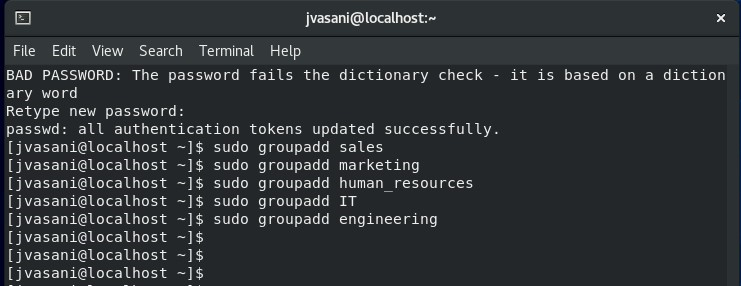 jvasani@localhost:~
File Edit View Search Terminal Help
BAD PASSWORD: The password fails the dictionary check - it is based on a diction
ary word
Retype new password:
passwd: all authentication tokens updated successfully.
[jvasani@localhost ~]$ sudo groupadd sales
[jvasani@localhost ~]$ sudo groupadd marketing
[jvasani@localhost ~]$ sudo groupadd human_resources
[jvasani@localhost ~]$ sudo groupadd IT
[jvasani@localhost ~]$ sudo groupadd engineering
[jvasani@localhost ~]$
[jvasani@localhost ~]$
[jvasani@localhost ~]$
[jvasani@localhost ~]$